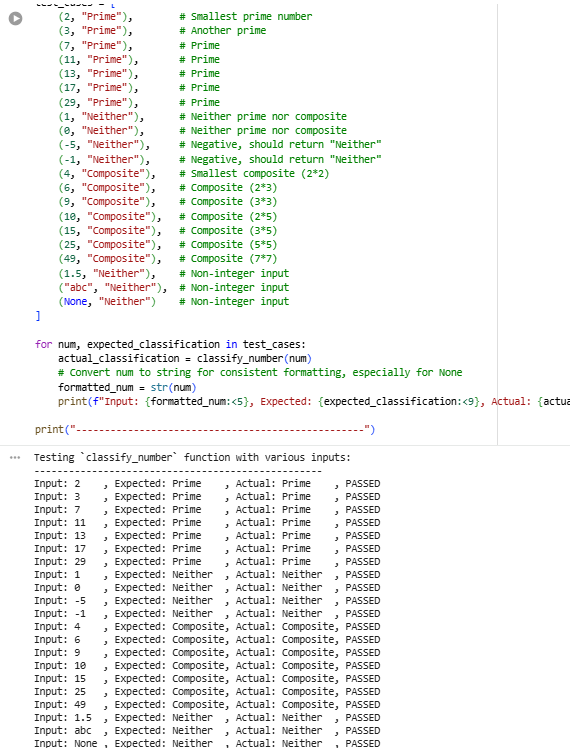 test_cases = [
    (2, "Prime"),        # Smallest prime number
    (3, "Prime"),        # Another prime
    (7, "Prime"),        # Prime
    (11, "Prime"),       # Prime
    (13, "Prime"),       # Prime
    (17, "Prime"),       # Prime
    (29, "Prime"),       # Prime
    (1, "Neither"),      # Neither prime nor composite
    (0, "Neither"),      # Neither prime nor composite
    (-5, "Neither"),     # Negative, should return "Neither"
    (-1, "Neither"),     # Negative, should return "Neither"
    (4, "Composite"),    # Smallest composite (2*2)
    (6, "Composite"),    # Composite (2*3)
    (9, "Composite"),    # Composite (3*3)
    (10, "Composite"),   # Composite (2*5)
    (15, "Composite"),   # Composite (3*5)
    (25, "Composite"),   # Composite (5*5)
    (49, "Composite"),   # Composite (7*7)
    (1.5, "Neither"),    # Non-integer input
    ("abc", "Neither"),  # Non-integer input
    (None, "Neither")    # Non-integer input
]
for num, expected_classification in test_cases:
    actual_classification = classify_number(num)
    # Convert num to string for consistent formatting, especially for None
    formatted_num = str(num)
    print(f"Input: {formatted_num:<5}, Expected: {expected_classification:<9}, Actual: {actua
print("--------------------------------------------------")
Testing `classify_number` function with various inputs:
--------------------------------------------------
Input: 2    , Expected: Prime    , Actual: Prime    , PASSED
Input: 3    , Expected: Prime    , Actual: Prime    , PASSED
Input: 7    , Expected: Prime    , Actual: Prime    , PASSED
Input: 11   , Expected: Prime    , Actual: Prime    , PASSED
Input: 13   , Expected: Prime    , Actual: Prime    , PASSED
Input: 17   , Expected: Prime    , Actual: Prime    , PASSED
Input: 29   , Expected: Prime    , Actual: Prime    , PASSED
Input: 1    , Expected: Neither  , Actual: Neither  , PASSED
Input: 0    , Expected: Neither  , Actual: Neither  , PASSED
Input: -5   , Expected: Neither  , Actual: Neither  , PASSED
Input: -1   , Expected: Neither  , Actual: Neither  , PASSED
Input: 4    , Expected: Composite, Actual: Composite, PASSED
Input: 6    , Expected: Composite, Actual: Composite, PASSED
Input: 9    , Expected: Composite, Actual: Composite, PASSED
Input: 10   , Expected: Composite, Actual: Composite, PASSED
Input: 15   , Expected: Composite, Actual: Composite, PASSED
Input: 25   , Expected: Composite, Actual: Composite, PASSED
Input: 49   , Expected: Composite, Actual: Composite, PASSED
Input: 1.5  , Expected: Neither  , Actual: Neither  , PASSED
Input: abc  , Expected: Neither  , Actual: Neither  , PASSED
Input: None , Expected: Neither  , Actual: Neither  , PASSED